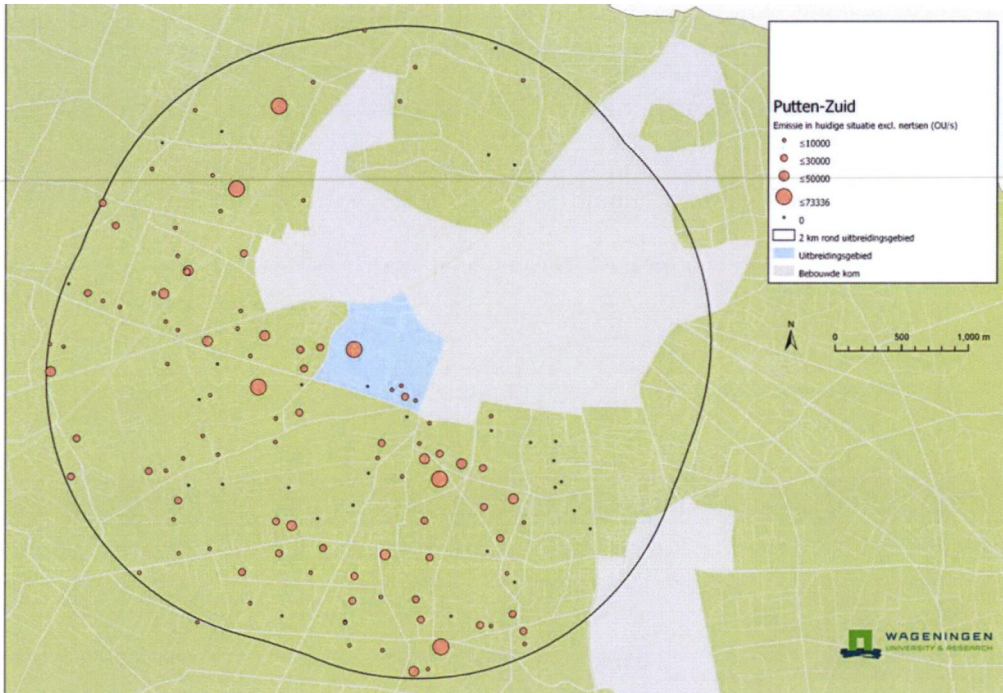 Putten-Zuid
Emissie in huidige situatie excl. nertsen (OU/s)
≤10000
≤30000
≤50000
≤73336
0
2 km rond uitbreidingsgebied
Uitbreidingsgebied
Bebouwde kom
N
0 500 1,000 m
WAGENINGEN
UNIVERSITY & RESEARCH